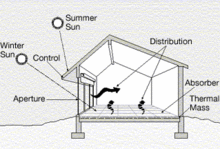 Summer
Sun
Winter
Sun
Control
Distribution
Aperture
Absorber
Thermal
Mass